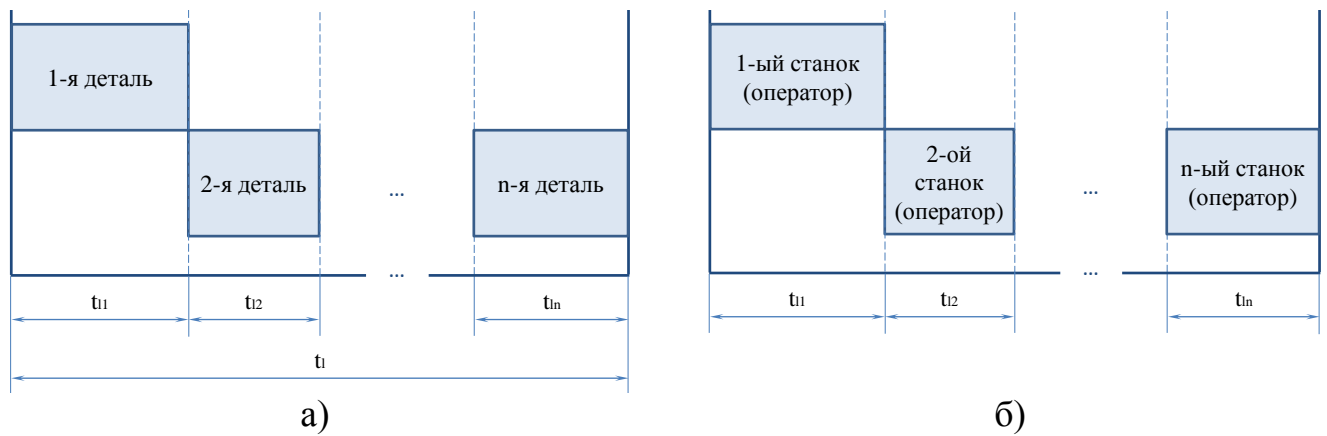 1-я деталь
2-я деталь
...
n-я деталь
...
tl1
tl2
tln
tl
а)
1-ый станок
(оператор)
2-ой
станок
(оператор)
...
n-ый станок
(оператор)
...
tl1
tl2
tln
б)